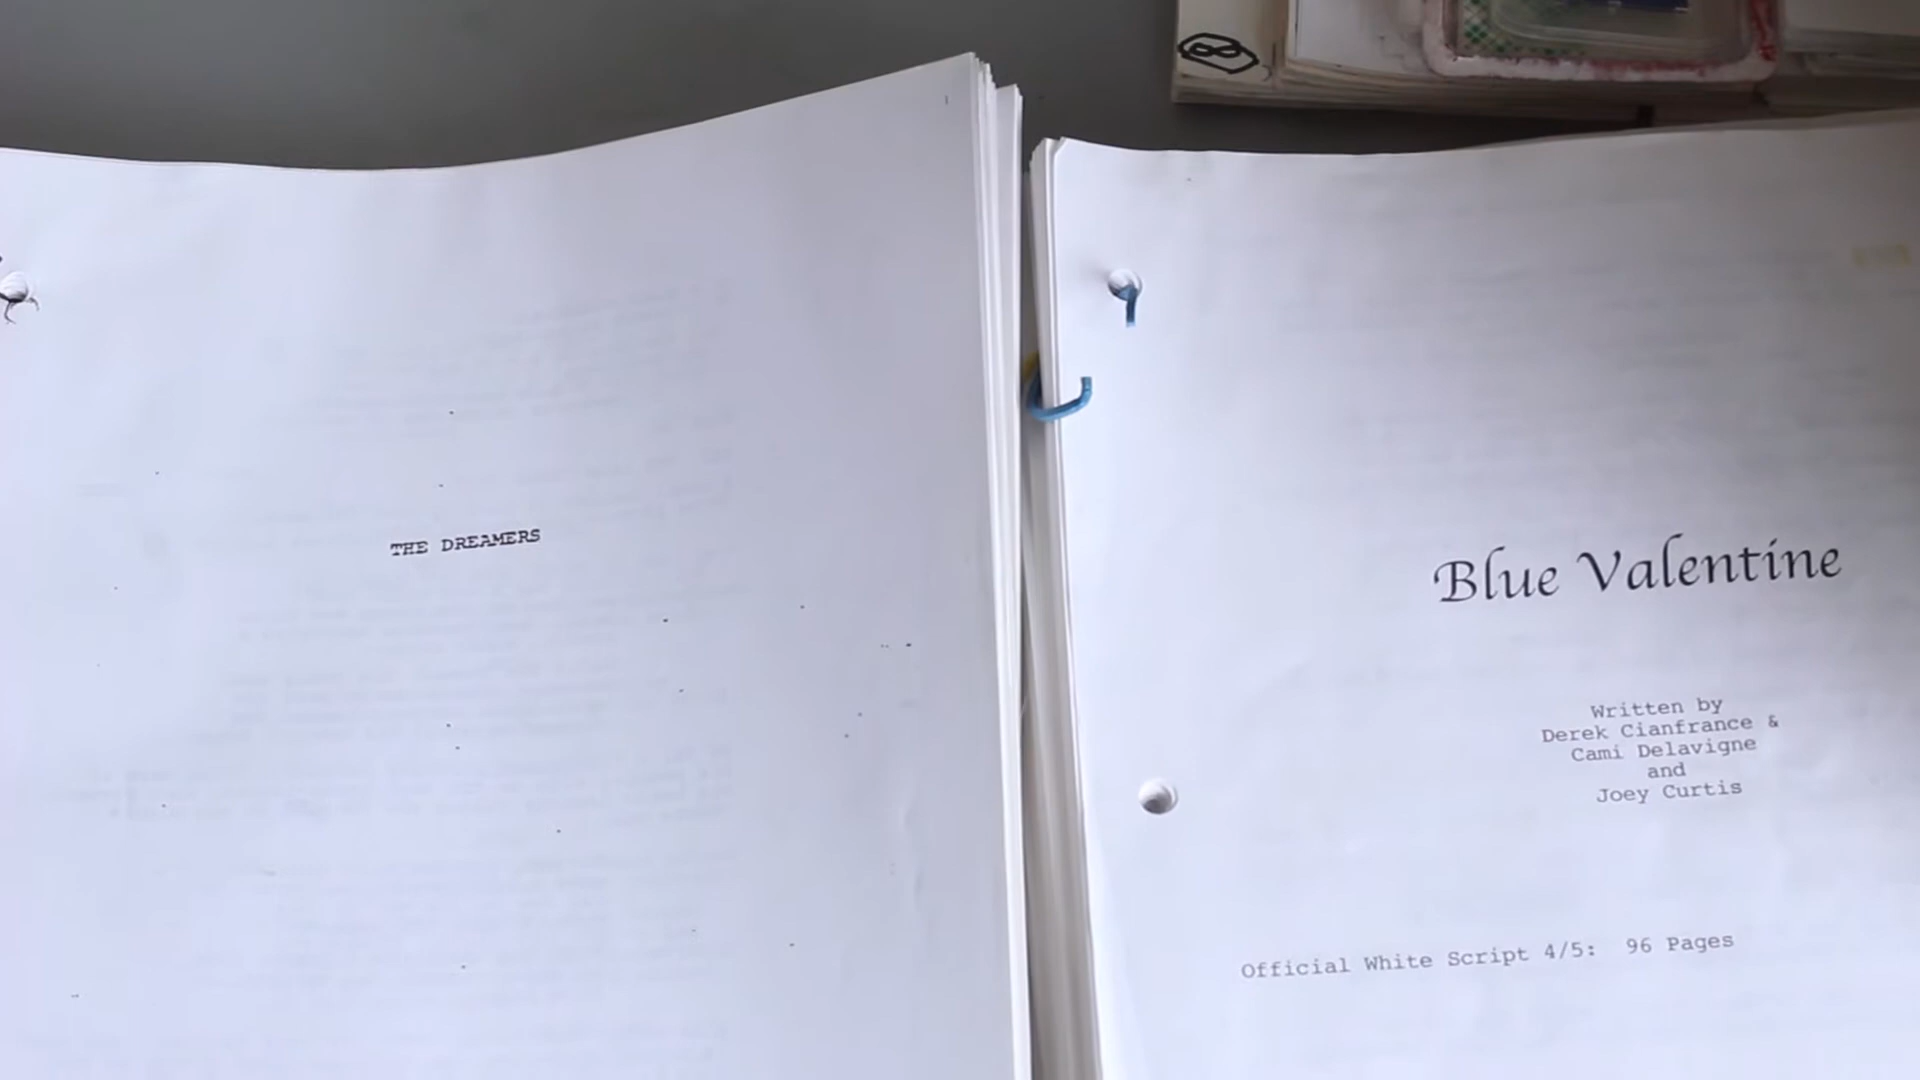 THE DREAMERS
Blue Valentine
Written by
Derek Cianfrance &
Cami Delavigne
and
Joey Curtis
Official White Script 4/5: 96 Pages